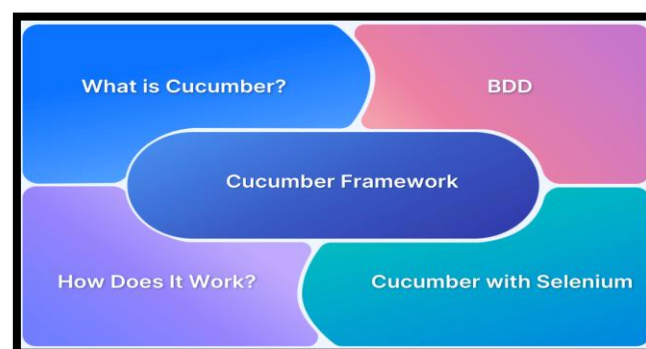 What is Cucumber?
BDD
Cucumber Framework
How Does It Work?
Cucumber with Selenium